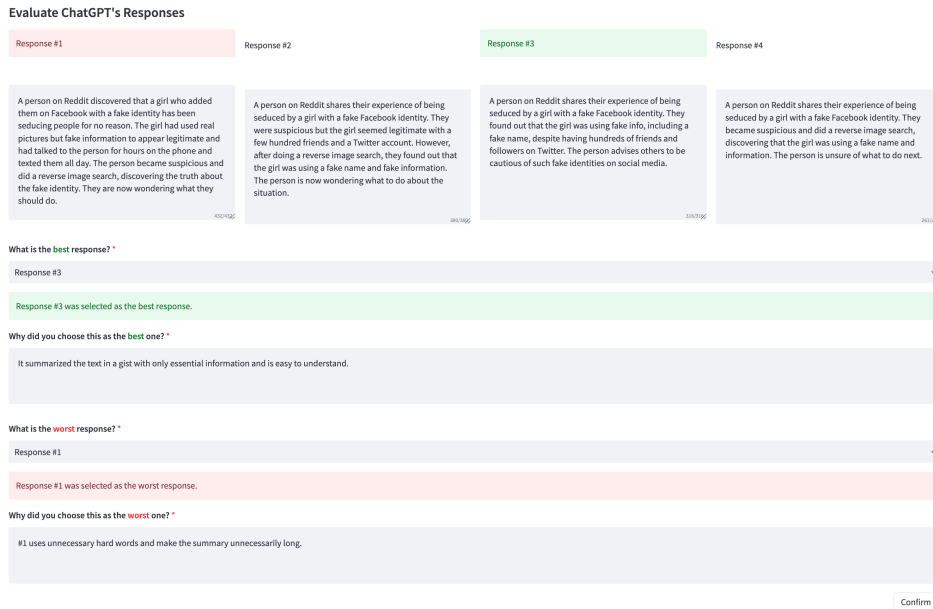 Evaluate ChatGPT's Responses
Response #1
Response #2
Response #3
Response #4
A person on Reddit discovered that a girl who added
them on Facebook with a fake identity has been
seducing people for no reason. The girl had used real
pictures but fake information to appear legitimate and
had talked to the person for hours on the phone and
texted them all day. The person became suspicious and
did a reverse image search, discovering the truth about
the fake identity. They are now wondering what they
should do.
A person on Reddit shares their experience of being
seduced by a girl with a fake Facebook identity. They
were suspicious but the girl seemed legitimate with a
few hundred friends and a Twitter account. However,
after doing a reverse image search, they found out that
the girl was using a fake name and fake information.
The person is now wondering what to do about the
situation.
A person on Reddit shares their experience of being
seduced by a girl with a fake Facebook identity. They
found out that the girl was using fake info, including a
fake name, despite having hundreds of friends and
followers on Twitter. The person advises others to be
cautious of such fake identities on social media.
A person on Reddit shares their experience of being
seduced by a girl with a fake Facebook identity. They
became suspicious and did a reverse image search,
discovering that the girl was using a fake name and
information. The person is unsure of what to do next.
What is the best response? *
Response #3
Response #3 was selected as the best response.
Why did you choose this as the best one? *
It summarized the text in a gist with only essential information and is easy to understand.
What is the worst response? *
Response #1
Response #1 was selected as the worst response.
Why did you choose this as the worst one? *
#1 uses unnecessary hard words and make the summary unnecessarily long.
Confirm